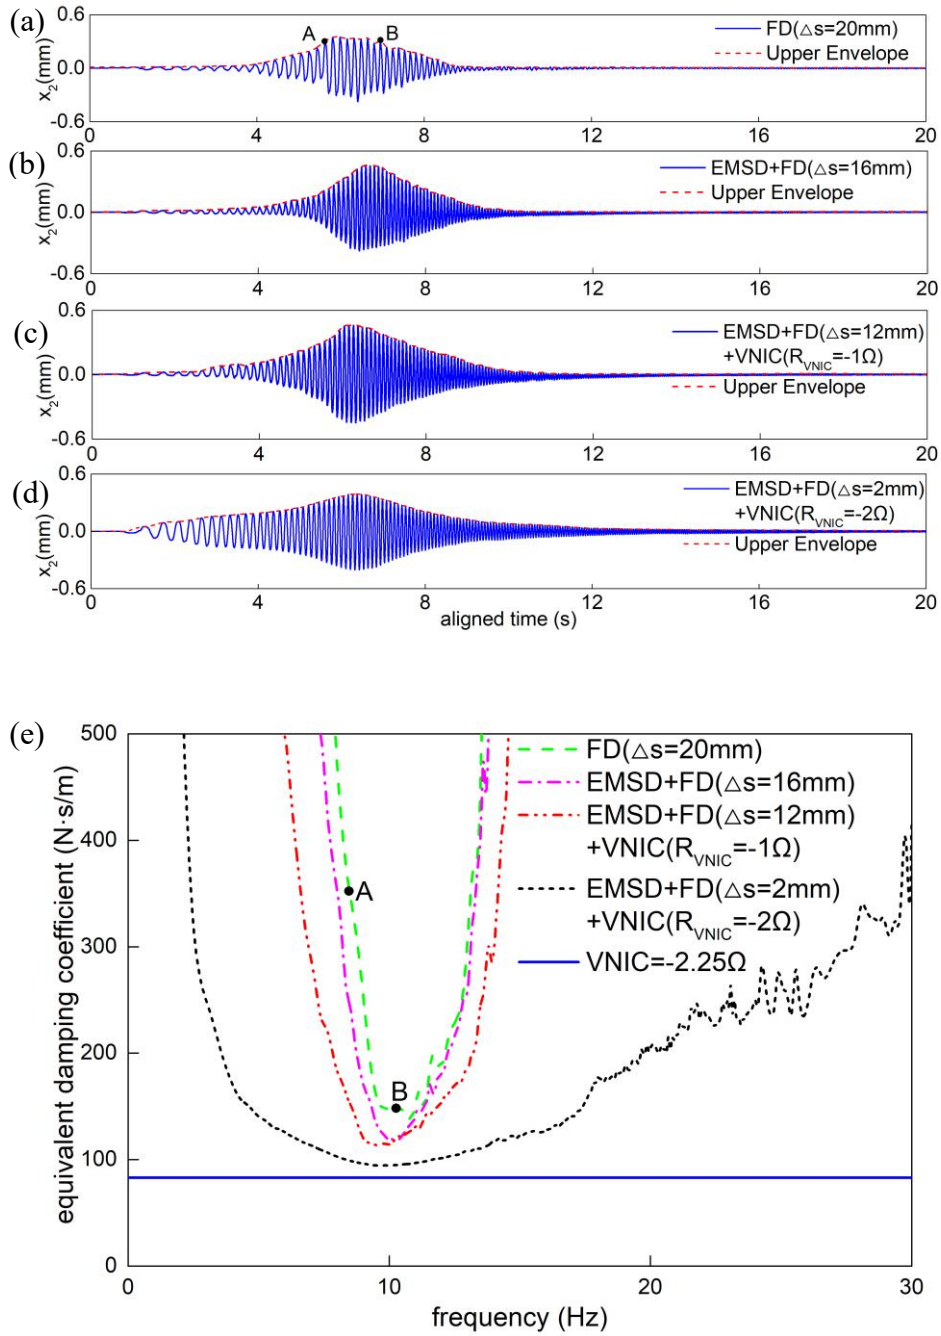 (a)
0.6
0.0
-0.6
x₂(mm)
A
B
FD(△s=20mm)
Upper Envelope
0 4 8 12 16 20
(b)
0.6
0.0
-0.6
x₂(mm)
EMSD+FD(△s=16mm)
Upper Envelope
0 4 8 12 16 20
(c)
0.6
0.0
-0.6
x₂(mm)
EMSD+FD(△s=12mm)
+VNIC(R_VNIC=-1Ω)
Upper Envelope
0 4 8 12 16 20
(d)
0.6
0.0
-0.6
x₂(mm)
EMSD+FD(△s=2mm)
+VNIC(R_VNIC=-2Ω)
Upper Envelope
0 4 8 12 16 20
aligned time (s)
(e)
500
400
300
200
100
0
equivalent damping coefficient (N·s/m)
FD(△s=20mm)
EMSD+FD(△s=16mm)
EMSD+FD(△s=12mm)
+VNIC(R_VNIC=-1Ω)
EMSD+FD(△s=2mm)
+VNIC(R_VNIC=-2Ω)
VNIC=-2.25Ω
A
B
0 10 20 30
frequency (Hz)